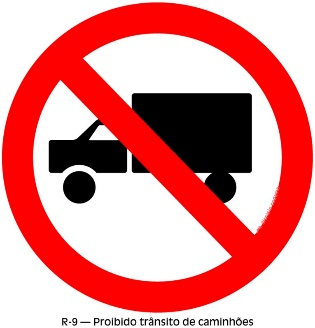 R-9 — Proibido trânsito de caminhões